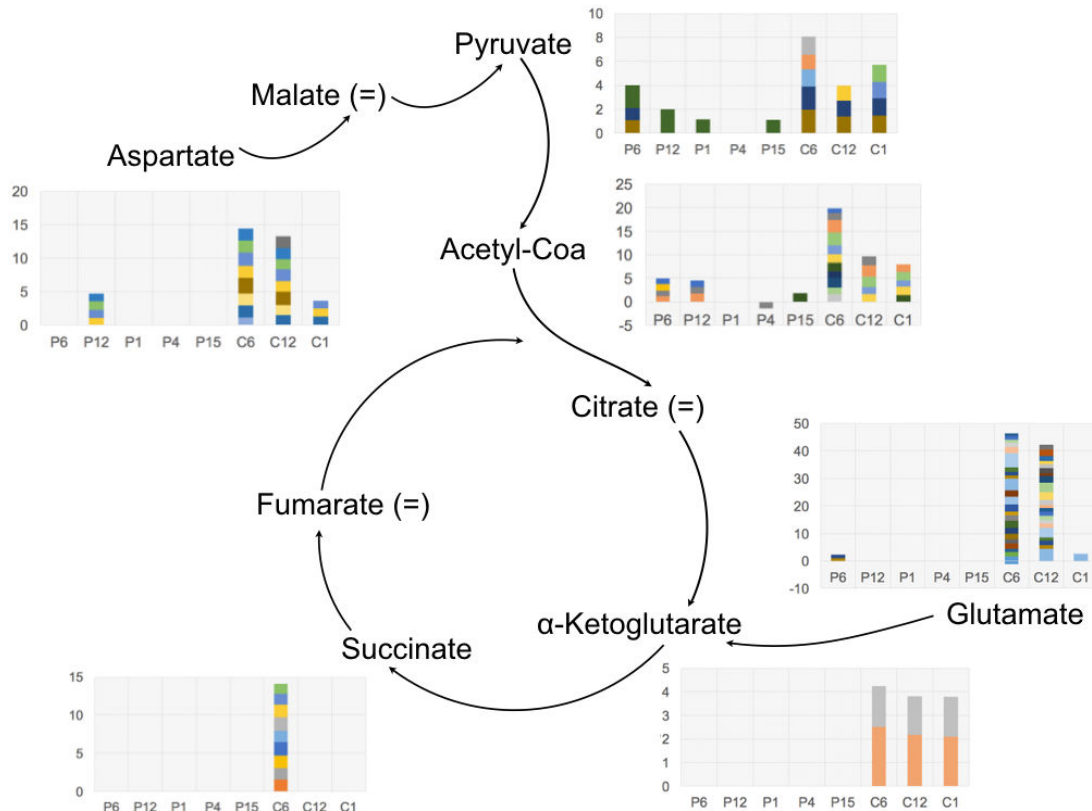 Pyruvate
10
8
6
4
2
0
P6 P12 P1 P4 P15 C6 C12 C1
Malate (=)
Aspartate
20
15
10
5
0
P6 P12 P1 P4 P15 C6 C12 C1
Acetyl-Coa
25
20
15
10
5
0
-5
P6 P12 P1 P4 P15 C6 C12 C1
Citrate (=)
50
40
30
20
10
0
-10
P6 P12 P1 P4 P15 C6 C12 C1
Fumarate (=)
α-Ketoglutarate
Glutamate
Succinate
15
10
5
0
P6 P12 P1 P4 P15 C6 C12 C1
5
4
3
2
1
0
P6 P12 P1 P4 P15 C6 C12 C1